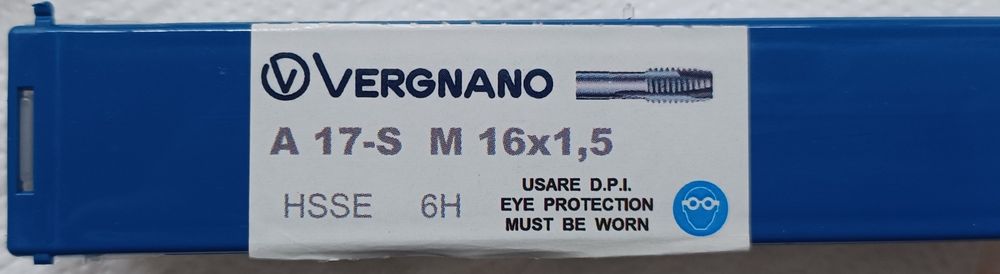 V VERGNANO
A 17-S M 16x1,5
HSSE 6H
USARE D.P.I.
EYE PROTECTION
MUST BE WORN